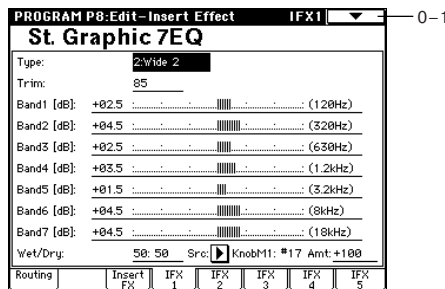 PROGRAM P8:Edit-Insert Effect IFX1 0-1
St. Graphic 7EQ
Type: 2:Wide 2
Trim: 85
Band1 [dB]: +02.5 (120Hz)
Band2 [dB]: +04.5 (320Hz)
Band3 [dB]: +02.5 (630Hz)
Band4 [dB]: +03.5 (1.2kHz)
Band5 [dB]: +01.5 (3.2kHz)
Band6 [dB]: +04.5 (8kHz)
Band7 [dB]: +04.5 (18kHz)
Wet/Dry: 50: 50 Src: KnobM1: #17 Amt:+100
Routing Insert FX IFX 1 IFX 2 IFX 3 IFX 4 IFX 5